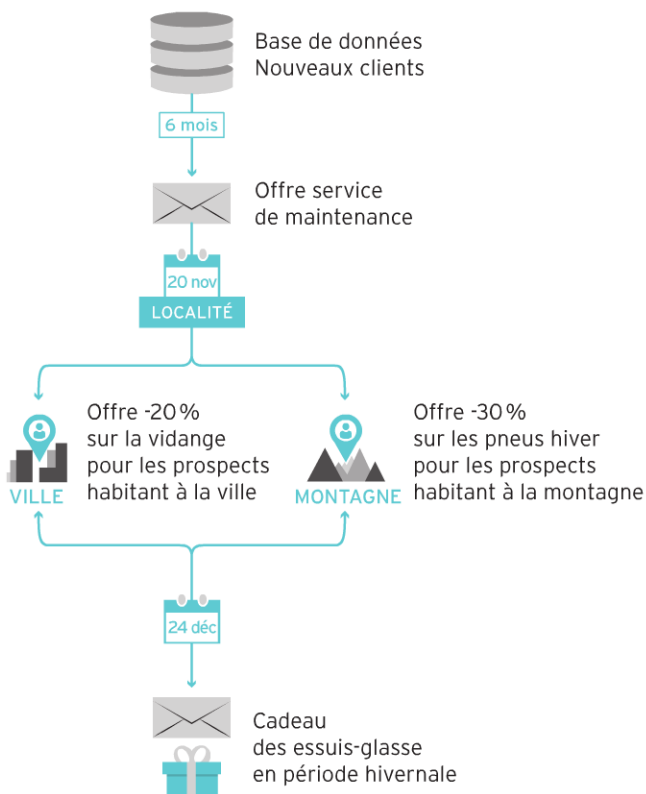 Base de données
Nouveaux clients
6 mois
Offre service
de maintenance
20 nov
LOCALITÉ
Offre -20 %
sur la vidange
pour les prospects
habitant à la ville
VILLE
Offre -30 %
sur les pneus hiver
pour les prospects
habitant à la montagne
MONTAGNE
24 déc
Cadeau
des essuis-glasse
en période hivernale